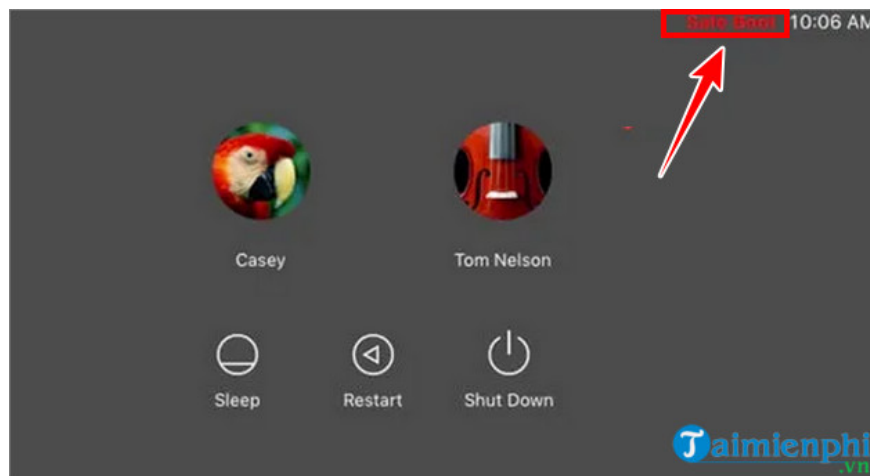 Safe Boot 10:06 AM
Casey Tom Nelson
Sleep Restart Shut Down
Taimienphi
.vn